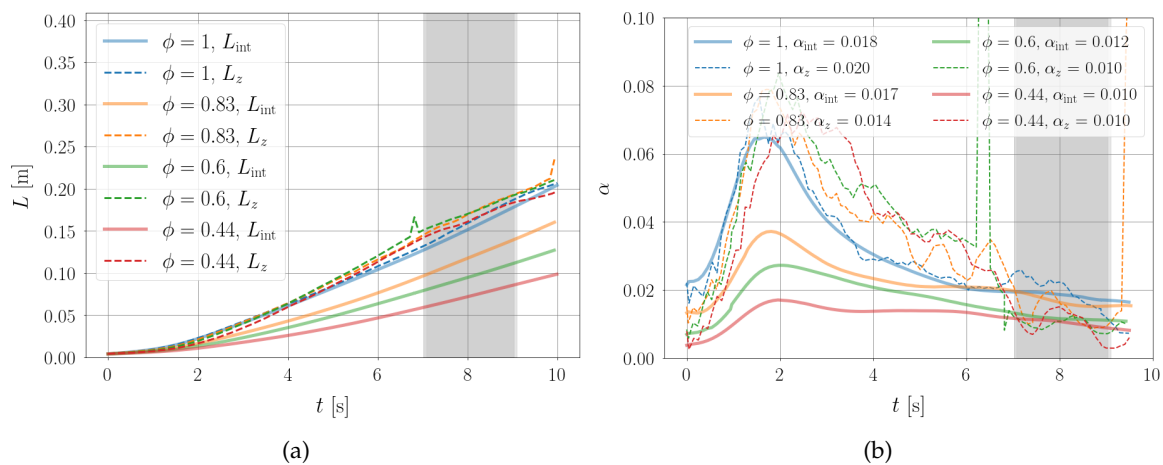 0.40
0.35
0.30
0.25
0.20
0.15
0.10
0.05
0.00
L [m]
ϕ = 1, L_int
ϕ = 1, L_z
ϕ = 0.83, L_int
ϕ = 0.83, L_z
ϕ = 0.6, L_int
ϕ = 0.6, L_z
ϕ = 0.44, L_int
ϕ = 0.44, L_z
0 2 4 6 8 10
t [s]
(a)
0.10
0.08
0.06
0.04
0.02
0.00
α
ϕ = 1, α_int = 0.018
ϕ = 1, α_z = 0.020
ϕ = 0.83, α_int = 0.017
ϕ = 0.83, α_z = 0.014
ϕ = 0.6, α_int = 0.012
ϕ = 0.6, α_z = 0.010
ϕ = 0.44, α_int = 0.010
ϕ = 0.44, α_z = 0.010
0 2 4 6 8 10
t [s]
(b)